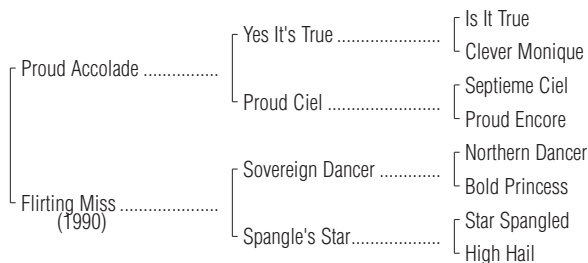 Is It True
Yes It's True ....................
Clever Monique
Proud Accolade ...............
Septieme Ciel
Proud Ciel ......................
Proud Encore
Northern Dancer
Sovereign Dancer ............
Bold Princess
Flirting Miss ....................
(1990)
Star Spangled
Spangle's Star..................
High Hail